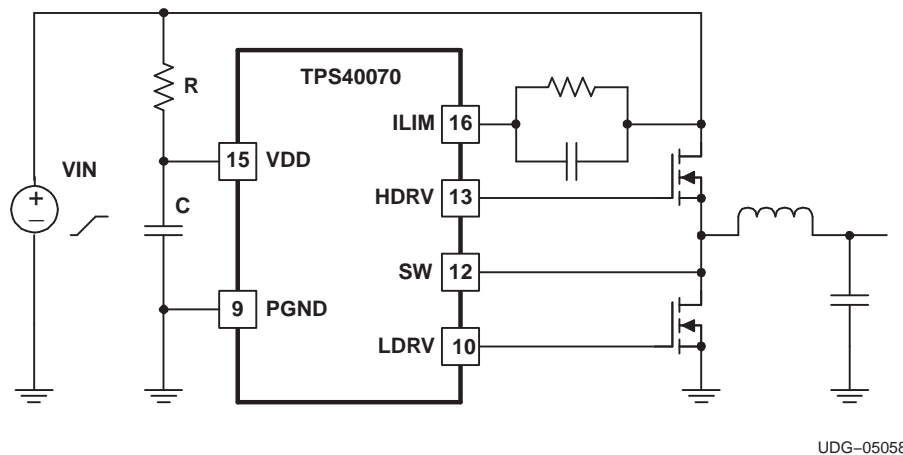 TPS40070
R
ILIM
16
15
VDD
VIN
HDRV
13
C
+
−
SW
12
9
PGND
LDRV
10
UDG−05058